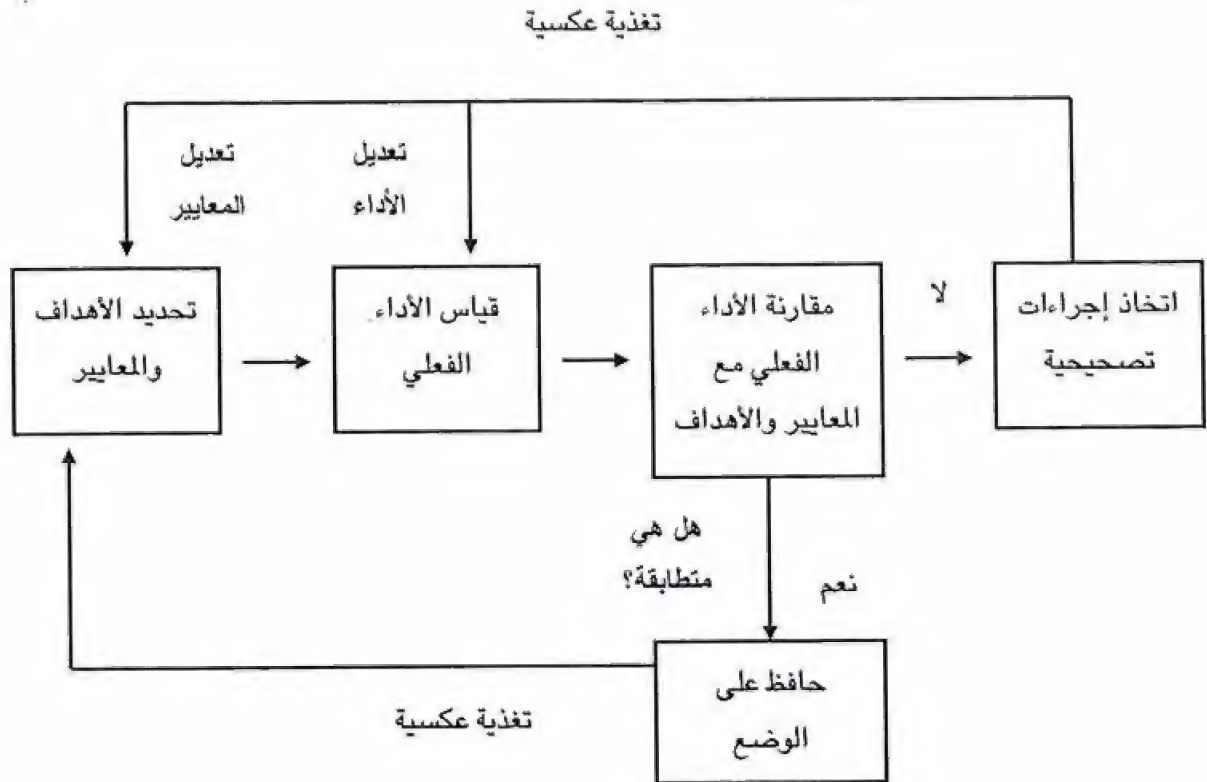 تغذية عكسية
تعديل
المعايير
تعديل
الأداء
تحديد الأهداف
والمعايير
قياس الأداء
الفعلي
مقارنة الأداء
الفعلي مع
المعايير والأهداف
لا
اتخاذ إجراءات
تصحيحية
هل هي
متطابقة؟
نعم
حافظ على
الوضع
تغذية عكسية